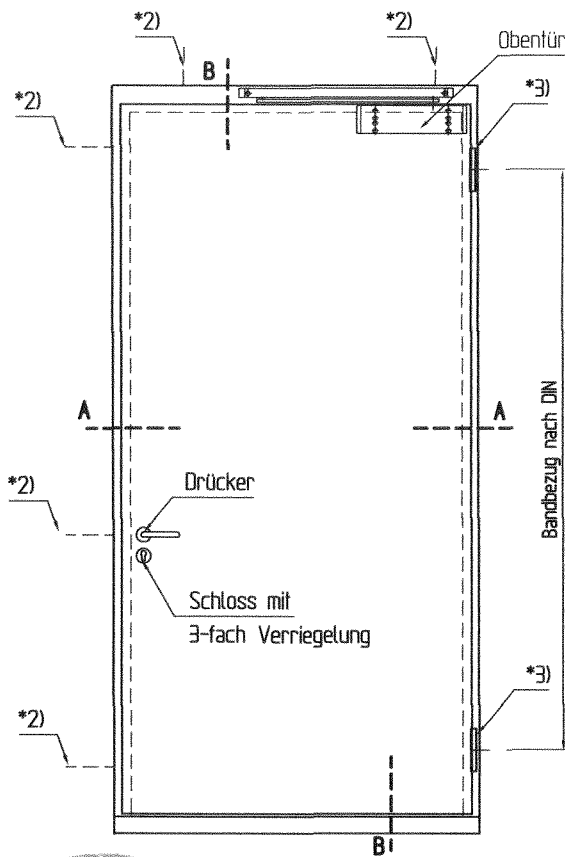 *2)
*2)
B
Obentür
*2)
*3)
A
A
Bandbezug nach DIN
*2)
Drücker
Schloss mit
3-fach Verriegelung
*2)
*3)
B